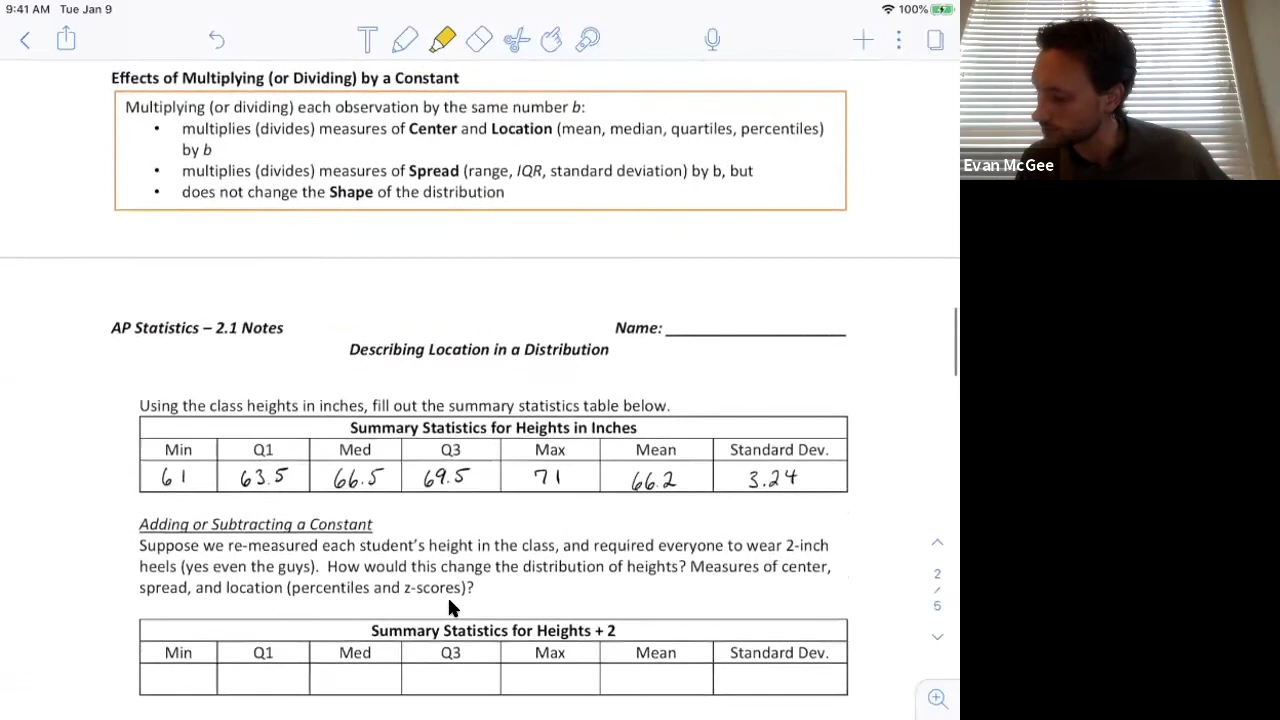 9:41 AM Tue Jan 9
100%
Evan McGee
Effects of Multiplying (or Dividing) by a Constant
Multiplying (or dividing) each observation by the same number b:
• multiplies (divides) measures of Center and Location (mean, median, quartiles, percentiles)
by b
• multiplies (divides) measures of Spread (range, IQR, standard deviation) by b, but
• does not change the Shape of the distribution
AP Statistics – 2.1 Notes Name: _______________
Describing Location in a Distribution
Using the class heights in inches, fill out the summary statistics table below.
Summary Statistics for Heights in Inches
Min Q1 Med Q3 Max Mean Standard Dev.
61 63.5 66.5 69.5 71 66.2 3.24
Adding or Subtracting a Constant
Suppose we re-measured each student's height in the class, and required everyone to wear 2-inch
heels (yes even the guys). How would this change the distribution of heights? Measures of center,
spread, and location (percentiles and z-scores)?
Summary Statistics for Heights + 2
Min Q1 Med Q3 Max Mean Standard Dev.
2
/
5